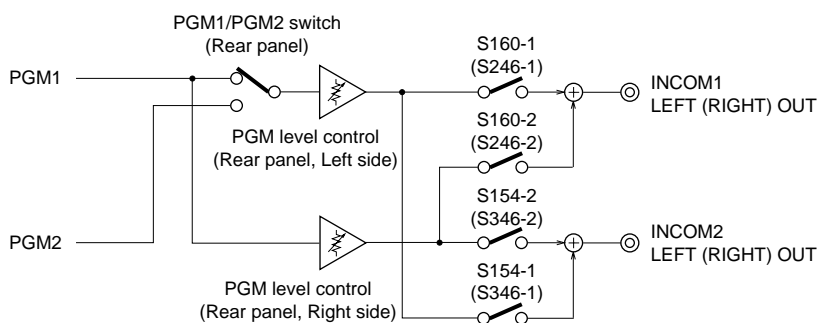 PGM1/PGM2 switch
(Rear panel)
PGM1
PGM level control
(Rear panel, Left side)
S160-1
(S246-1)
INCOM1
LEFT (RIGHT) OUT
S160-2
(S246-2)
PGM2
PGM level control
(Rear panel, Right side)
S154-2
(S346-2)
INCOM2
LEFT (RIGHT) OUT
S154-1
(S346-1)